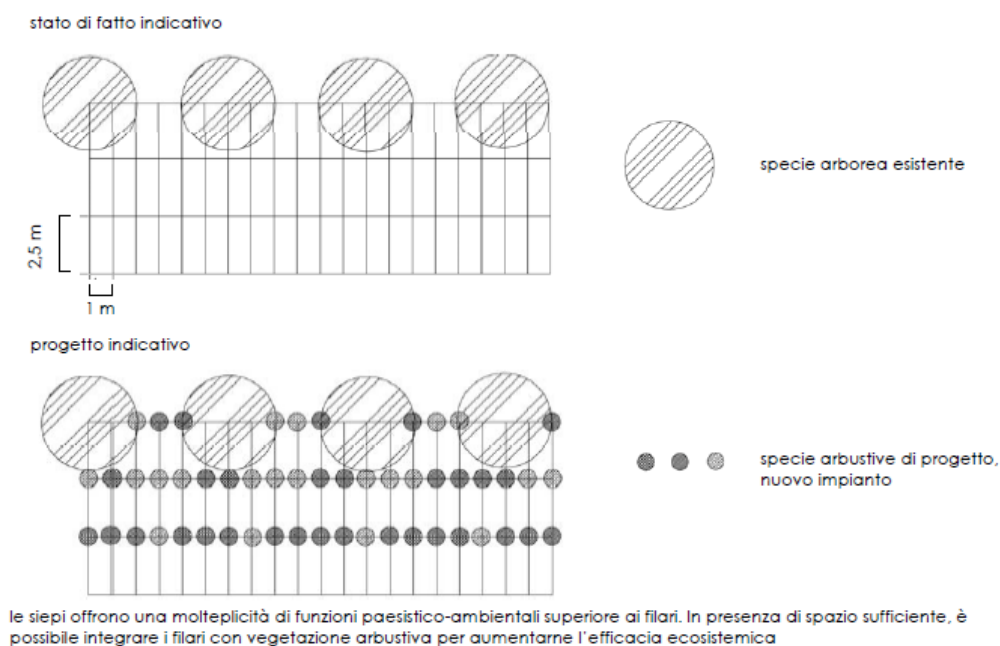 stato di fatto indicativo
specie arborea esistente
2,5 m
1 m
progetto indicativo
specie arbustive di progetto,
nuovo impianto
le siepi offrono una molteplicità di funzioni paesistico-ambientali superiore ai filari. In presenza di spazio sufficiente, è
possibile integrare i filari con vegetazione arbustiva per aumentarne l'efficacia ecosistemica